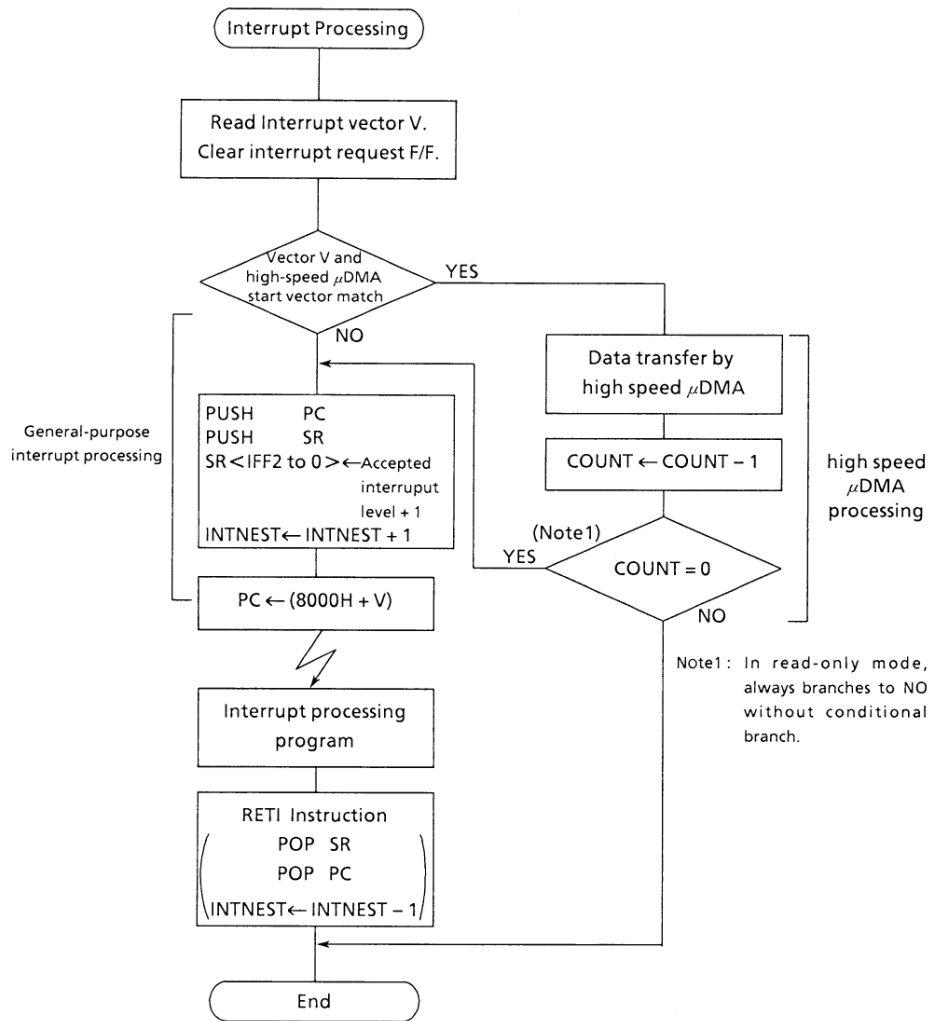 Interrupt Processing
Read Interrupt vector V.
Clear interrupt request F/F.
Vector V and
high-speed μDMA
start vector match
YES
NO
Data transfer by
high speed μDMA
COUNT ← COUNT – 1
(Note1)
YES
COUNT = 0
NO
high speed
μDMA
processing
Note1 : In read-only mode,
always branches to NO
without conditional
branch.
General-purpose
interrupt processing
PUSH PC
PUSH SR
SR <IFF2 to 0> ← Accepted
interruput
level + 1
INTNEST ← INTNEST + 1
PC ← (8000H + V)
Interrupt processing
program
RETI Instruction
POP SR
POP PC
INTNEST ← INTNEST – 1
End